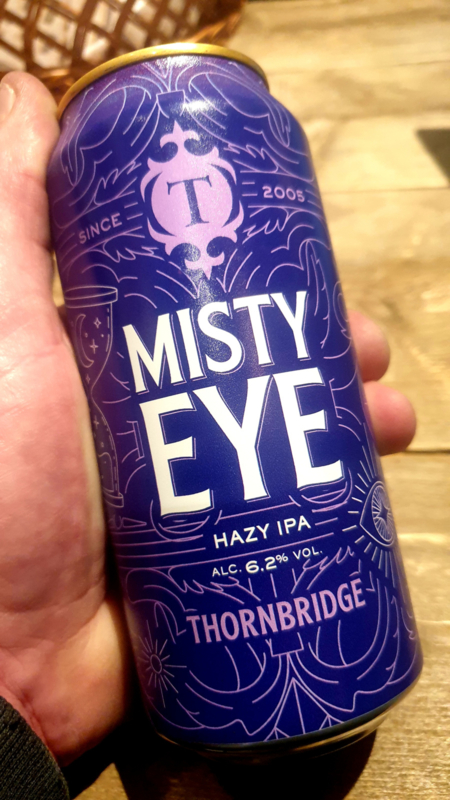 T
SINCE 2005
MISTY
EYE
HAZY IPA
ALC. 6.2% VOL.
THORNBRIDGE